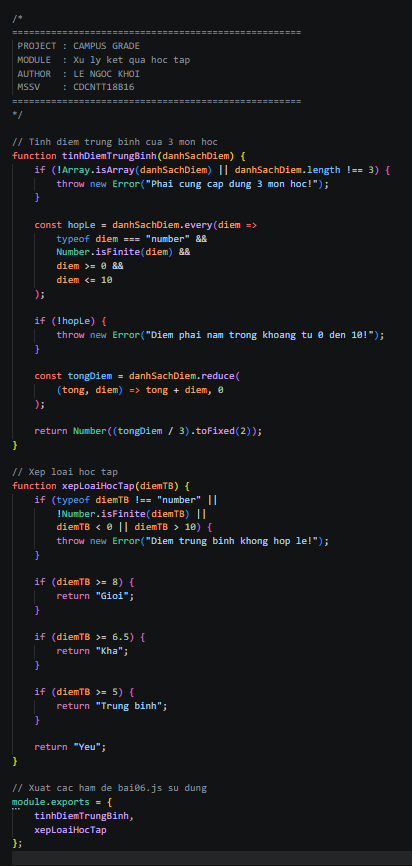 /*
===================================================
 PROJECT : CAMPUS GRADE
 MODULE  : Xu ly ket qua hoc tap
 AUTHOR  : LE NGOC KHOI
 MSSV    : CDCNTT18B16
===================================================
*/

// Tinh diem trung binh cua 3 mon hoc
function tinhDiemTrungBinh(danhSachDiem) {
    if (!Array.isArray(danhSachDiem) || danhSachDiem.length !== 3) {
        throw new Error("Phai cung cap dung 3 mon hoc!");
    }

    const hopLe = danhSachDiem.every(diem =>
        typeof diem === "number" &&
        Number.isFinite(diem) &&
        diem >= 0 &&
        diem <= 10
    );

    if (!hopLe) {
        throw new Error("Diem phai nam trong khoang tu 0 den 10!");
    }

    const tongDiem = danhSachDiem.reduce(
        (tong, diem) => tong + diem, 0
    );

    return Number((tongDiem / 3).toFixed(2));
}

// Xep loai hoc tap
function xepLoaiHocTap(diemTB) {
    if (typeof diemTB !== "number" ||
        !Number.isFinite(diemTB) ||
        diemTB < 0 || diemTB > 10) {
        throw new Error("Diem trung binh khong hop le!");
    }

    if (diemTB >= 8) {
        return "Gioi";
    }

    if (diemTB >= 6.5) {
        return "Kha";
    }

    if (diemTB >= 5) {
        return "Trung binh";
    }

    return "Yeu";
}

// Xuat cac ham de bai06.js su dung
module.exports = {
    tinhDiemTrungBinh,
    xepLoaiHocTap
};